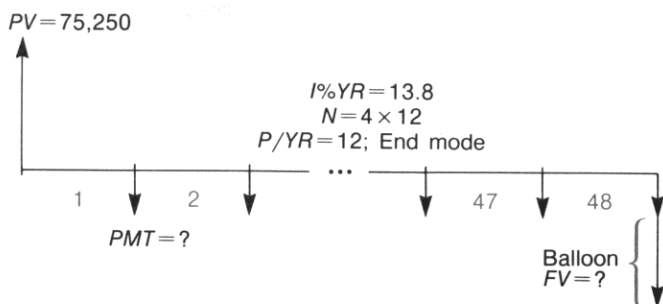 PV=75,250
I%YR=13.8
N=4×12
P/YR=12; End mode
...
1 2 47 48
PMT=?
Balloon
FV=?